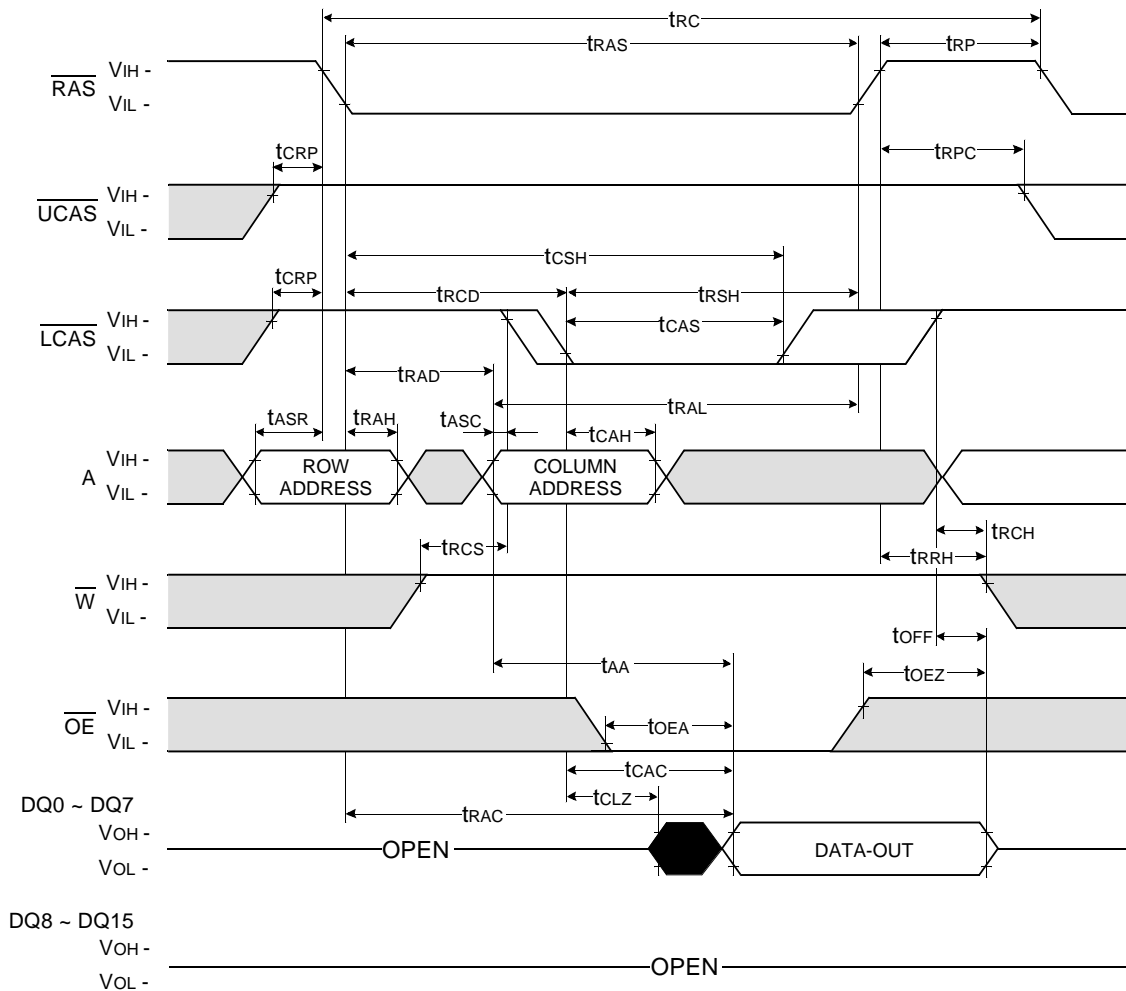 tRC
tRAS
tRP
RAS
VIH -
VIL -
tCRP
tRPC
UCAS
VIH -
VIL -
tCSH
tCRP
tRCD
tRSH
LCAS
VIH -
VIL -
tCAS
tRAD
tRAL
tASR
tRAH
tASC
tCAH
A
VIH -
VIL -
ROW
ADDRESS
COLUMN
ADDRESS
tRCH
tRCS
tRRH
W
VIH -
VIL -
tOFF
tAA
tOEZ
OE
VIH -
VIL -
tOEA
tCAC
tCLZ
DQ0 ~ DQ7
tRAC
VOH -
VOL -
OPEN
DATA-OUT
DQ8 ~ DQ15
VOH -
VOL -
OPEN